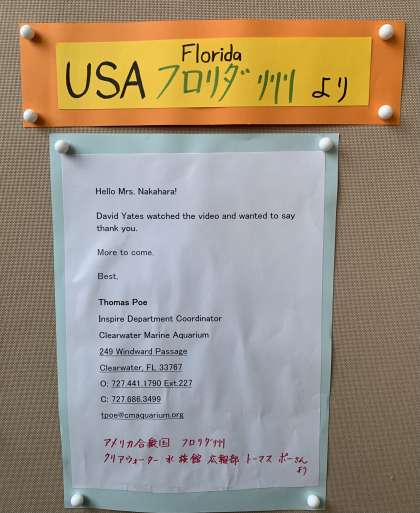 Florida
USA フロリダ州 より
Hello Mrs. Nakahara!
David Yates watched the video and wanted to say
thank you.
More to come.
Best,
Thomas Poe
Inspire Department Coordinator
Clearwater Marine Aquarium
249 Windward Passage
Clearwater, FL 33767
O: 727.441.1790 Ext.227
C: 727.686.3499
tpoe@cmaquarium.org
アメリカ合衆国 フロリダ州
クリアウォーター 水族館 広報部 トーマス ポーさん
より